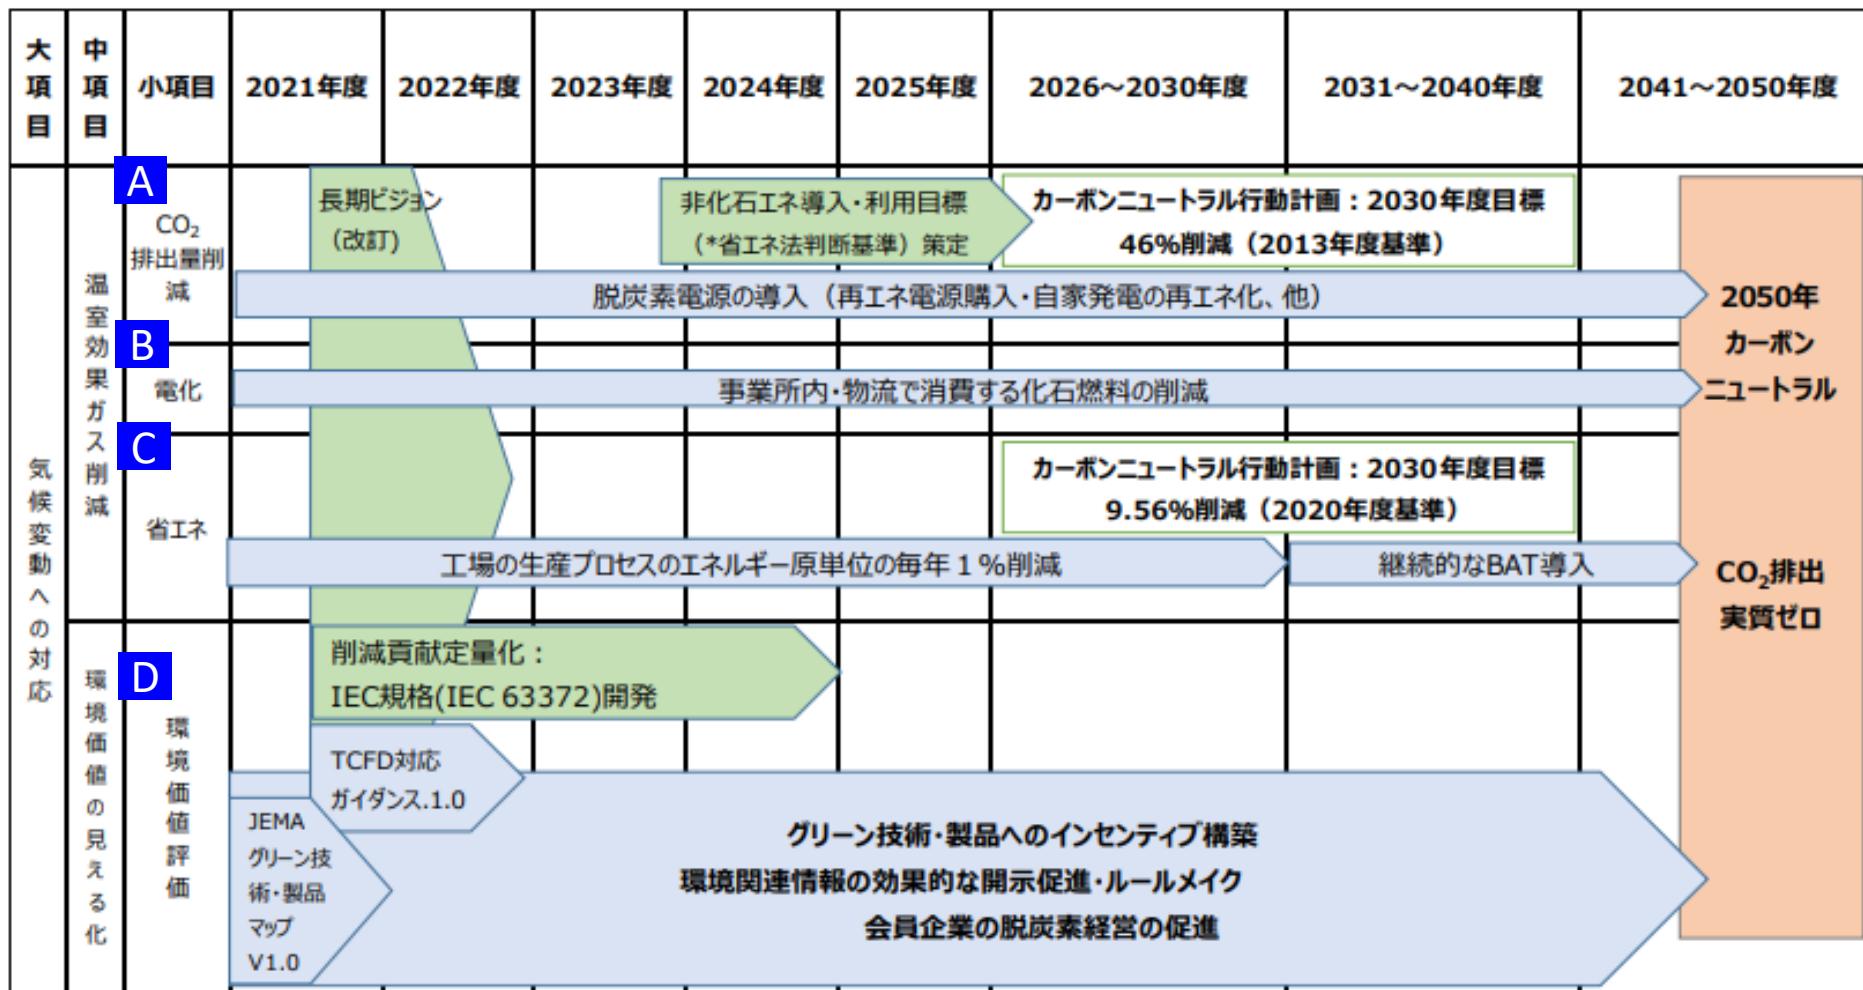 大項目
中項目
小項目
2021年度
2022年度
2023年度
2024年度
2025年度
2026～2030年度
2031～2040年度
2041～2050年度
気候変動への対応
温室効果ガス削減
A
CO₂
排出量削
減
長期ビジョン
（改訂）
非化石エネ導入・利用目標
（*省エネ法判断基準）策定
カーボンニュートラル行動計画：2030年度目標
46%削減（2013年度基準）
脱炭素電源の導入（再エネ電源購入・自家発電の再エネ化、他）
B
電化
事業所内・物流で消費する化石燃料の削減
C
省エネ
カーボンニュートラル行動計画：2030年度目標
9.56%削減（2020年度基準）
工場の生産プロセスのエネルギー原単位の毎年１%削減
継続的なBAT導入
2050年
カーボン
ニュートラル
CO₂排出
実質ゼロ
環境価値の見える化
D
環境価値評価
削減貢献定量化：
IEC規格(IEC 63372)開発
TCFD対応
ガイダンス.1.0
JEMA
グリーン技
術・製品
マップ
V1.0
グリーン技術・製品へのインセンティブ構築
環境関連情報の効果的な開示促進・ルールメイク
会員企業の脱炭素経営の促進